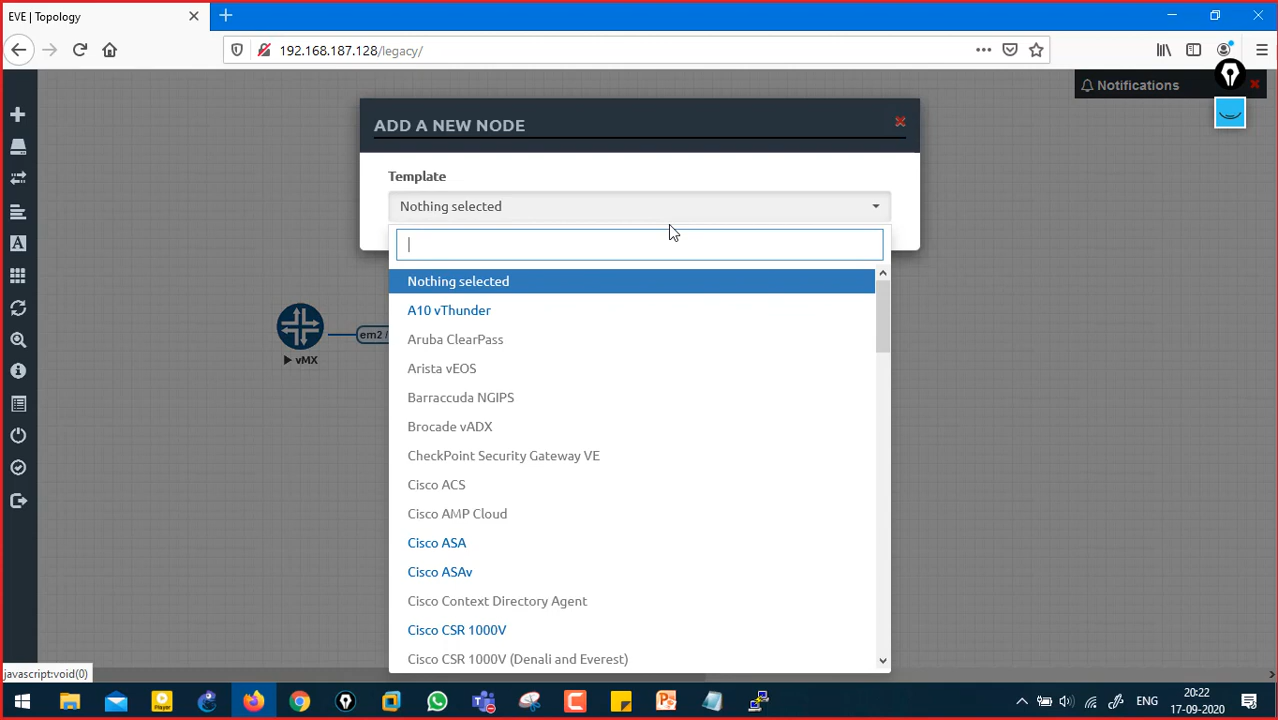 EVE | Topology
192.168.187.128/legacy/
Notifications
ADD A NEW NODE
Template
Nothing selected
Nothing selected
A10 vThunder
Aruba ClearPass
Arista vEOS
Barracuda NGIPS
Brocade vADX
CheckPoint Security Gateway VE
Cisco ACS
Cisco AMP Cloud
Cisco ASA
Cisco ASAv
Cisco Context Directory Agent
Cisco CSR 1000V
Cisco CSR 1000V (Denali and Everest)
em2 /
vMX
A
javascript:void(0)
Player
ENG
20:22
17-09-2020